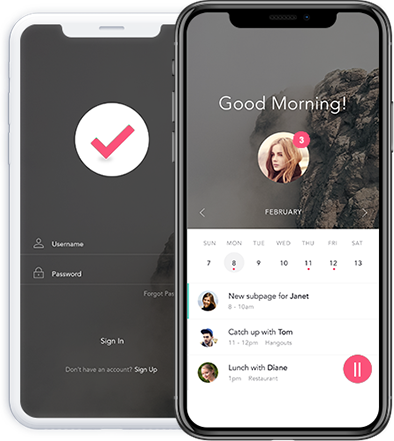 Username
Password
Forgot Pas
Sign In
Don't have an account? Sign Up
Good Morning!
3
FEBRUARY
SUN MON TUE WED THU FRI SAT
7 8 9 10 11 12 13
New subpage for Janet
8 - 10am
Catch up with Tom
11 - 12pm Hangouts
Lunch with Diane
1pm Restaurant